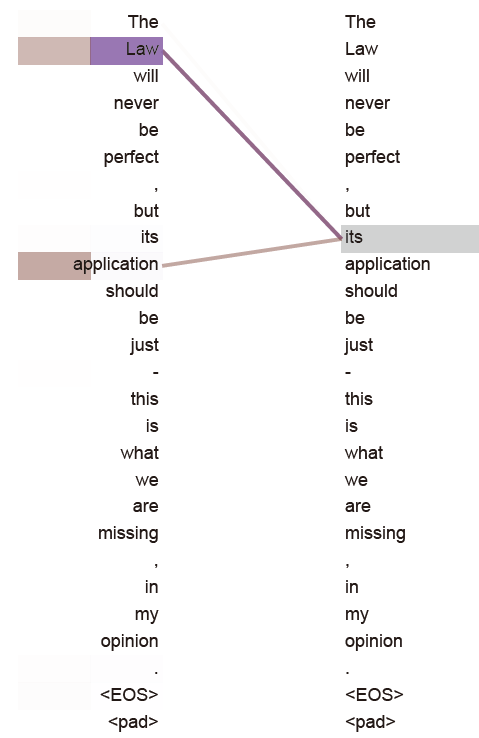 The The
Law Law
will will
never never
be be
perfect perfect
, ,
but but
its its
application application
should should
be be
just just
- -
this this
is is
what what
we we
are are
missing missing
, ,
in in
my my
opinion opinion
. .
<EOS> <EOS>
<pad> <pad>